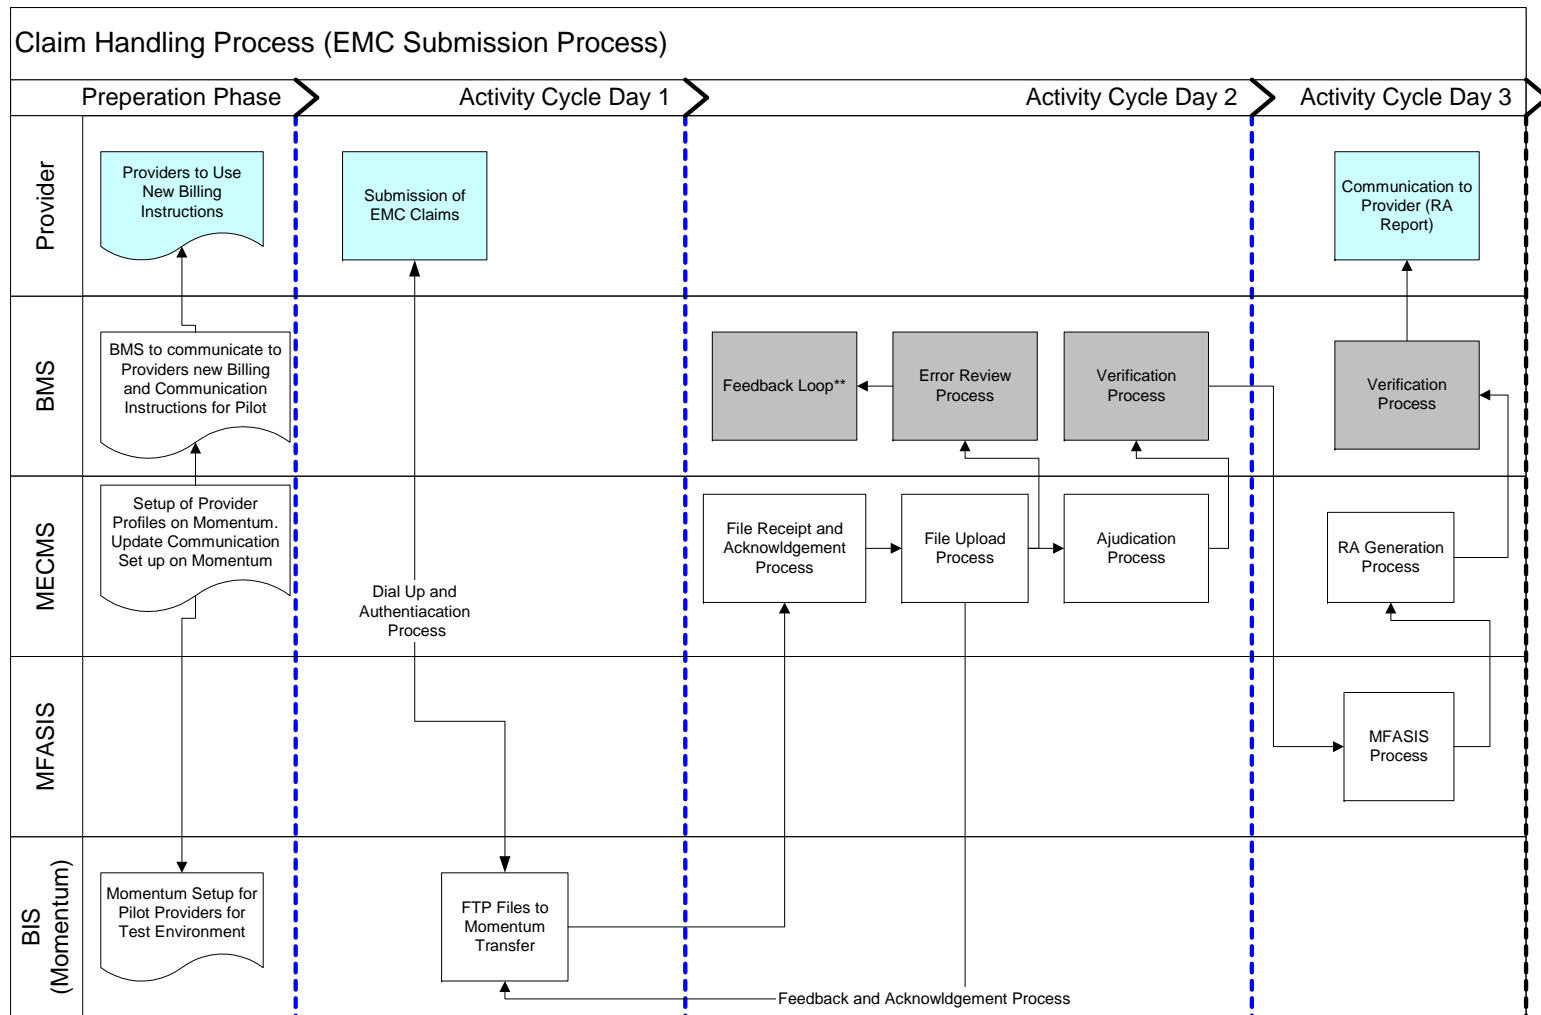 Claim Handling Process (EMC Submission Process)
Preperation Phase
Activity Cycle Day 1
Activity Cycle Day 2
Activity Cycle Day 3
Provider
Providers to Use
New Billing
Instructions
Submission of
EMC Claims
Communication to
Provider (RA
Report)
BMS
BMS to communicate to
Providers new Billing
and Communication
Instructions for Pilot
Feedback Loop**
Error Review
Process
Verification
Process
Verification
Process
MECMS
Setup of Provider
Profiles on Momentum.
Update Communication
Set up on Momentum
Dial Up and
Authentiacation
Process
File Receipt and
Acknowldgement
Process
File Upload
Process
Ajudication
Process
RA Generation
Process
MFASIS
MFASIS
Process
BIS
(Momentum)
Momentum Setup for
Pilot Providers for
Test Environment
FTP Files to
Momentum
Transfer
Feedback and Acknowldgement Process